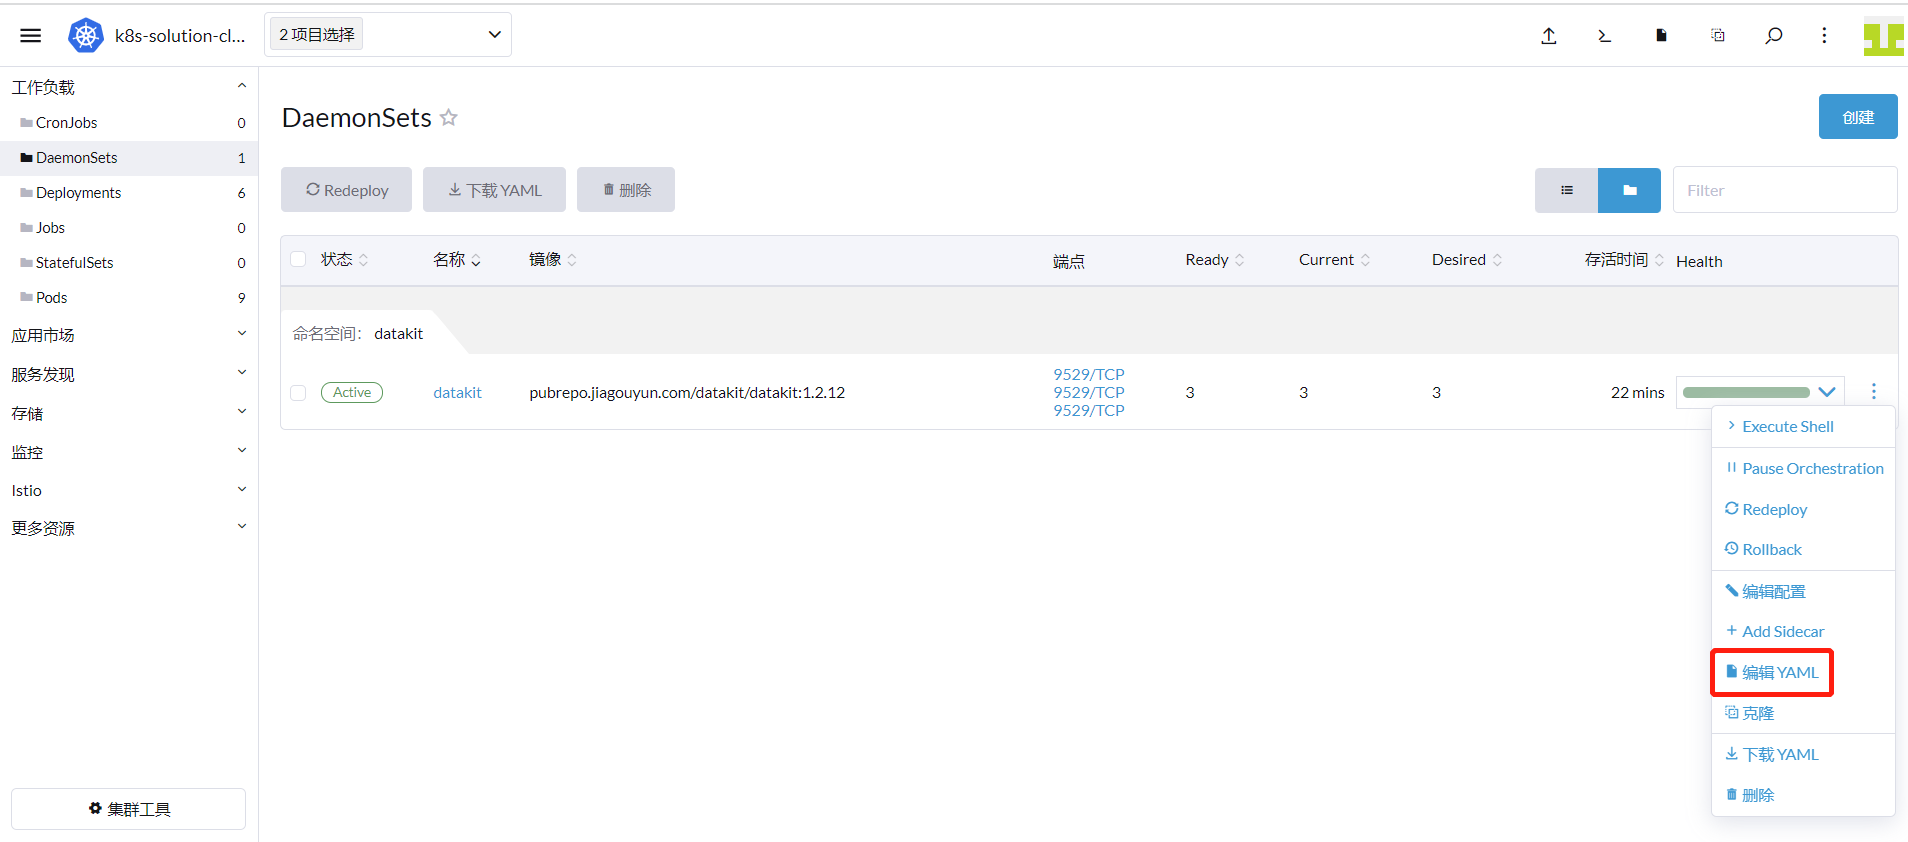 k8s-solution-cl...
2 项目选择
工作负载
CronJobs 0
DaemonSets 1
Deployments 6
Jobs 0
StatefulSets 0
Pods 9
应用市场
服务发现
存储
监控
Istio
更多资源
集群工具
DaemonSets
创建
Redeploy 下载 YAML 删除
Filter
状态 名称 镜像 端点 Ready Current Desired 存活时间 Health
命名空间: datakit
Active datakit pubrepo.jiagouyun.com/datakit/datakit:1.2.12
9529/TCP
9529/TCP
9529/TCP
3 3 3 22 mins
Execute Shell
Pause Orchestration
Redeploy
Rollback
编辑配置
Add Sidecar
编辑 YAML
克隆
下载 YAML
删除